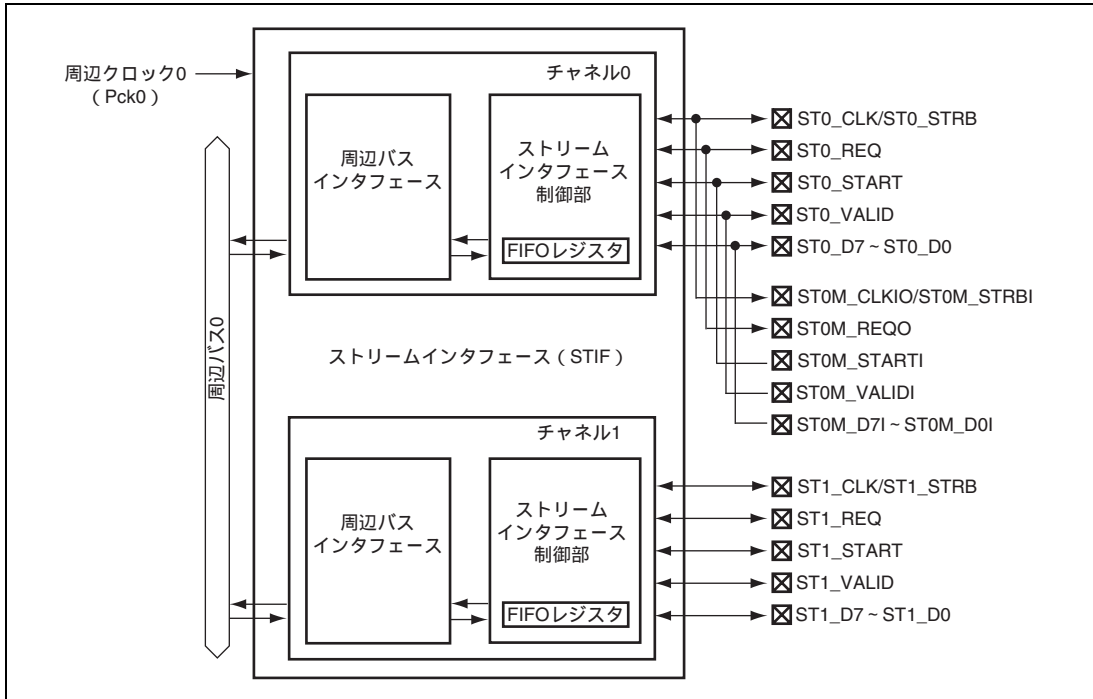 周辺クロック0
（Pck0）
周辺バス0
チャネル0
周辺バス
インタフェース
ストリーム
インタフェース
制御部
FIFOレジスタ
ST0_CLK/ST0_STRB
ST0_REQ
ST0_START
ST0_VALID
ST0_D7 ~ ST0_D0
ST0M_CLKIO/ST0M_STRBI
ST0M_REQO
ST0M_STARTI
ST0M_VALIDI
ST0M_D7I ~ ST0M_D0I
ストリームインタフェース（STIF）
チャネル1
周辺バス
インタフェース
ストリーム
インタフェース
制御部
FIFOレジスタ
ST1_CLK/ST1_STRB
ST1_REQ
ST1_START
ST1_VALID
ST1_D7 ~ ST1_D0